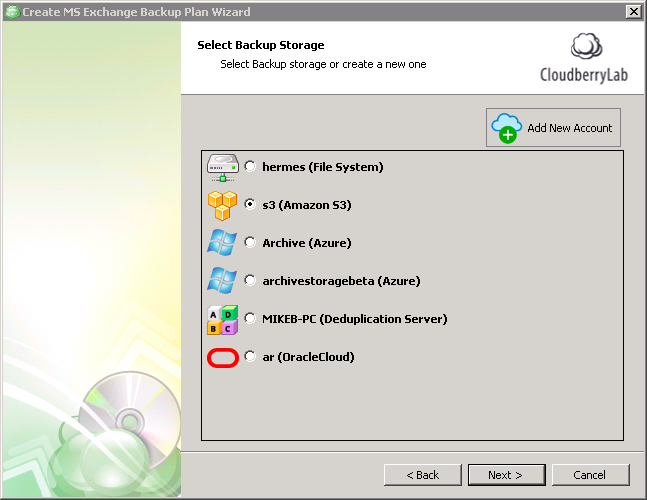 Create MS Exchange Backup Plan Wizard
Select Backup Storage
Select Backup storage or create a new one
CloudberryLab
Add New Account
hermes (File System)
s3 (Amazon S3)
Archive (Azure)
archivestoragebeta (Azure)
A D
B C
MIKEB-PC (Deduplication Server)
ar (OracleCloud)
< Back
Next >
Cancel